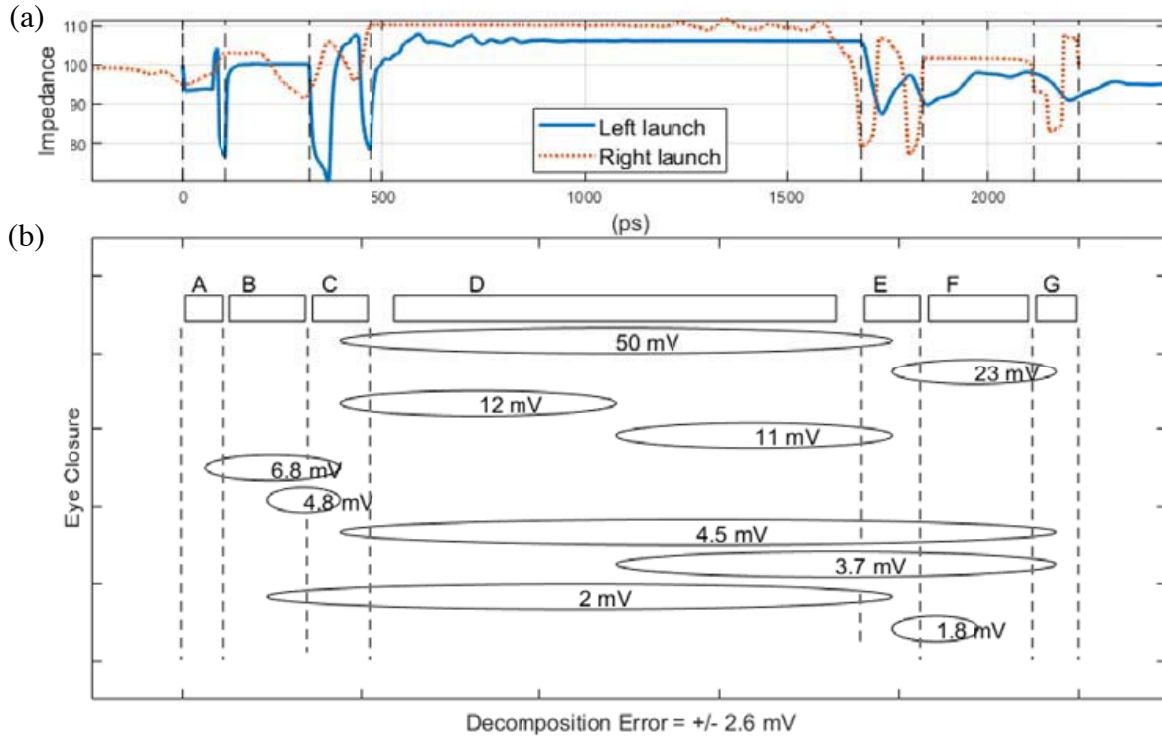 (a)
110
100
90
80
Impedance
Left launch
Right launch
0
500
1000
1500
2000
(ps)
(b)
A B C D E F G
50 mV
23 mV
12 mV
11 mV
6.8 mV
4.8 mV
4.5 mV
3.7 mV
2 mV
1.8 mV
Eye Closure
Decomposition Error = +/- 2.6 mV